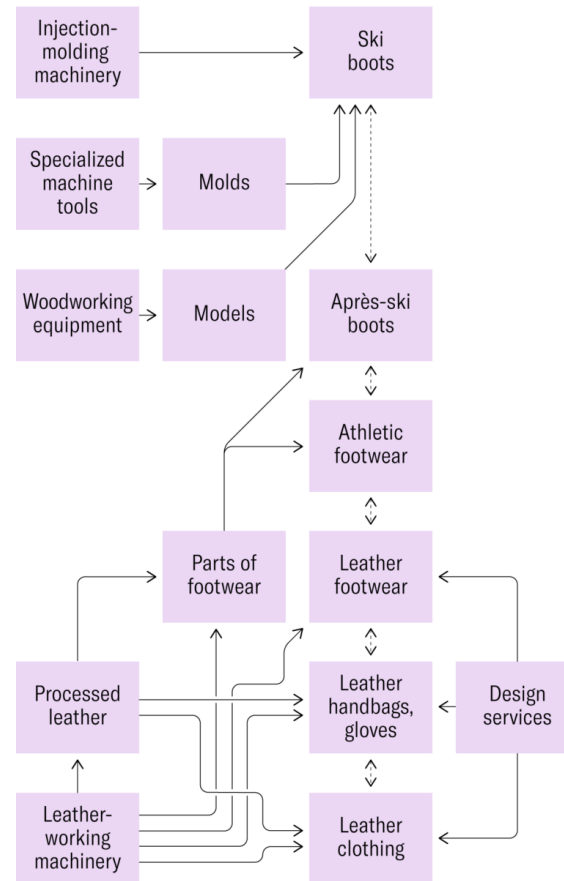 Injection-
molding
machinery
Ski
boots
Specialized
machine
tools
Molds
Woodworking
equipment
Models
Après-ski
boots
Athletic
footwear
Parts of
footwear
Leather
footwear
Processed
leather
Leather
handbags,
gloves
Design
services
Leather-
working
machinery
Leather
clothing